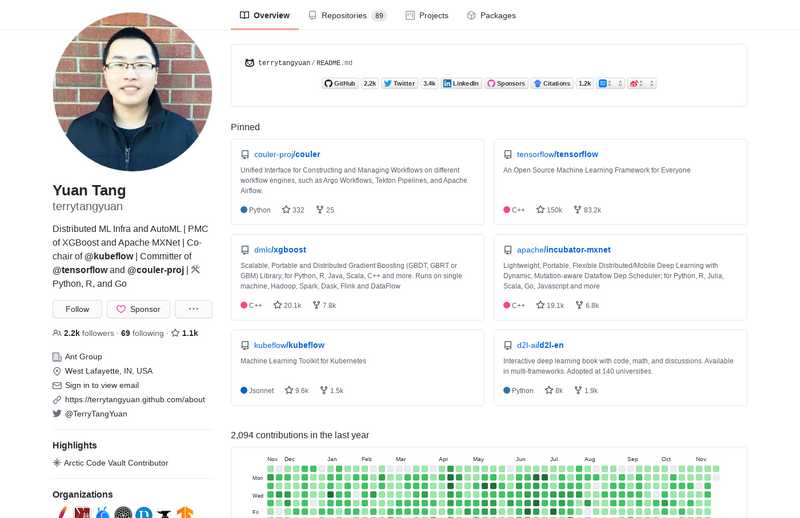 Overview
Repositories 89
Projects
Packages
terrytangyuan / README.md
GitHub 2.2k
Twitter 3.4k
LinkedIn
Sponsors
Citations 1.2k
Pinned
couler-proj/couler
Unified Interface for Constructing and Managing Workflows on different
workflow engines, such as Argo Workflows, Tekton Pipelines, and Apache
Airflow.
Python 332 25
tensorflow/tensorflow
An Open Source Machine Learning Framework for Everyone
C++ 150k 83.2k
dmlc/xgboost
Scalable, Portable and Distributed Gradient Boosting (GBDT, GBRT or
GBM) Library, for Python, R, Java, Scala, C++ and more. Runs on single
machine, Hadoop, Spark, Dask, Flink and DataFlow
C++ 20.1k 7.8k
apache/incubator-mxnet
Lightweight, Portable, Flexible Distributed/Mobile Deep Learning with
Dynamic, Mutation-aware Dataflow Dep Scheduler; for Python, R, Julia,
Scala, Go, Javascript and more
C++ 19.1k 6.8k
kubeflow/kubeflow
Machine Learning Toolkit for Kubernetes
Jsonnet 9.6k 1.5k
d2l-ai/d2l-en
Interactive deep learning book with code, math, and discussions. Available
in multi-frameworks. Adopted at 140 universities.
Python 8k 1.9k
Yuan Tang
terrytangyuan
Distributed ML Infra and AutoML | PMC
of XGBoost and Apache MXNet | Co-
chair of @kubeflow | Committer of
@tensorflow and @couler-proj | 🛠
Python, R, and Go
Follow
Sponsor
2.2k followers · 69 following · 1.1k
Ant Group
West Lafayette, IN, USA
Sign in to view email
https://terrytangyuan.github.com/about
@TerryTangYuan
Highlights
Arctic Code Vault Contributor
Organizations
2,094 contributions in the last year
Nov Dec Jan Feb Mar Apr May Jun Jul Aug Sep Oct Nov
Mon
Wed
Fri